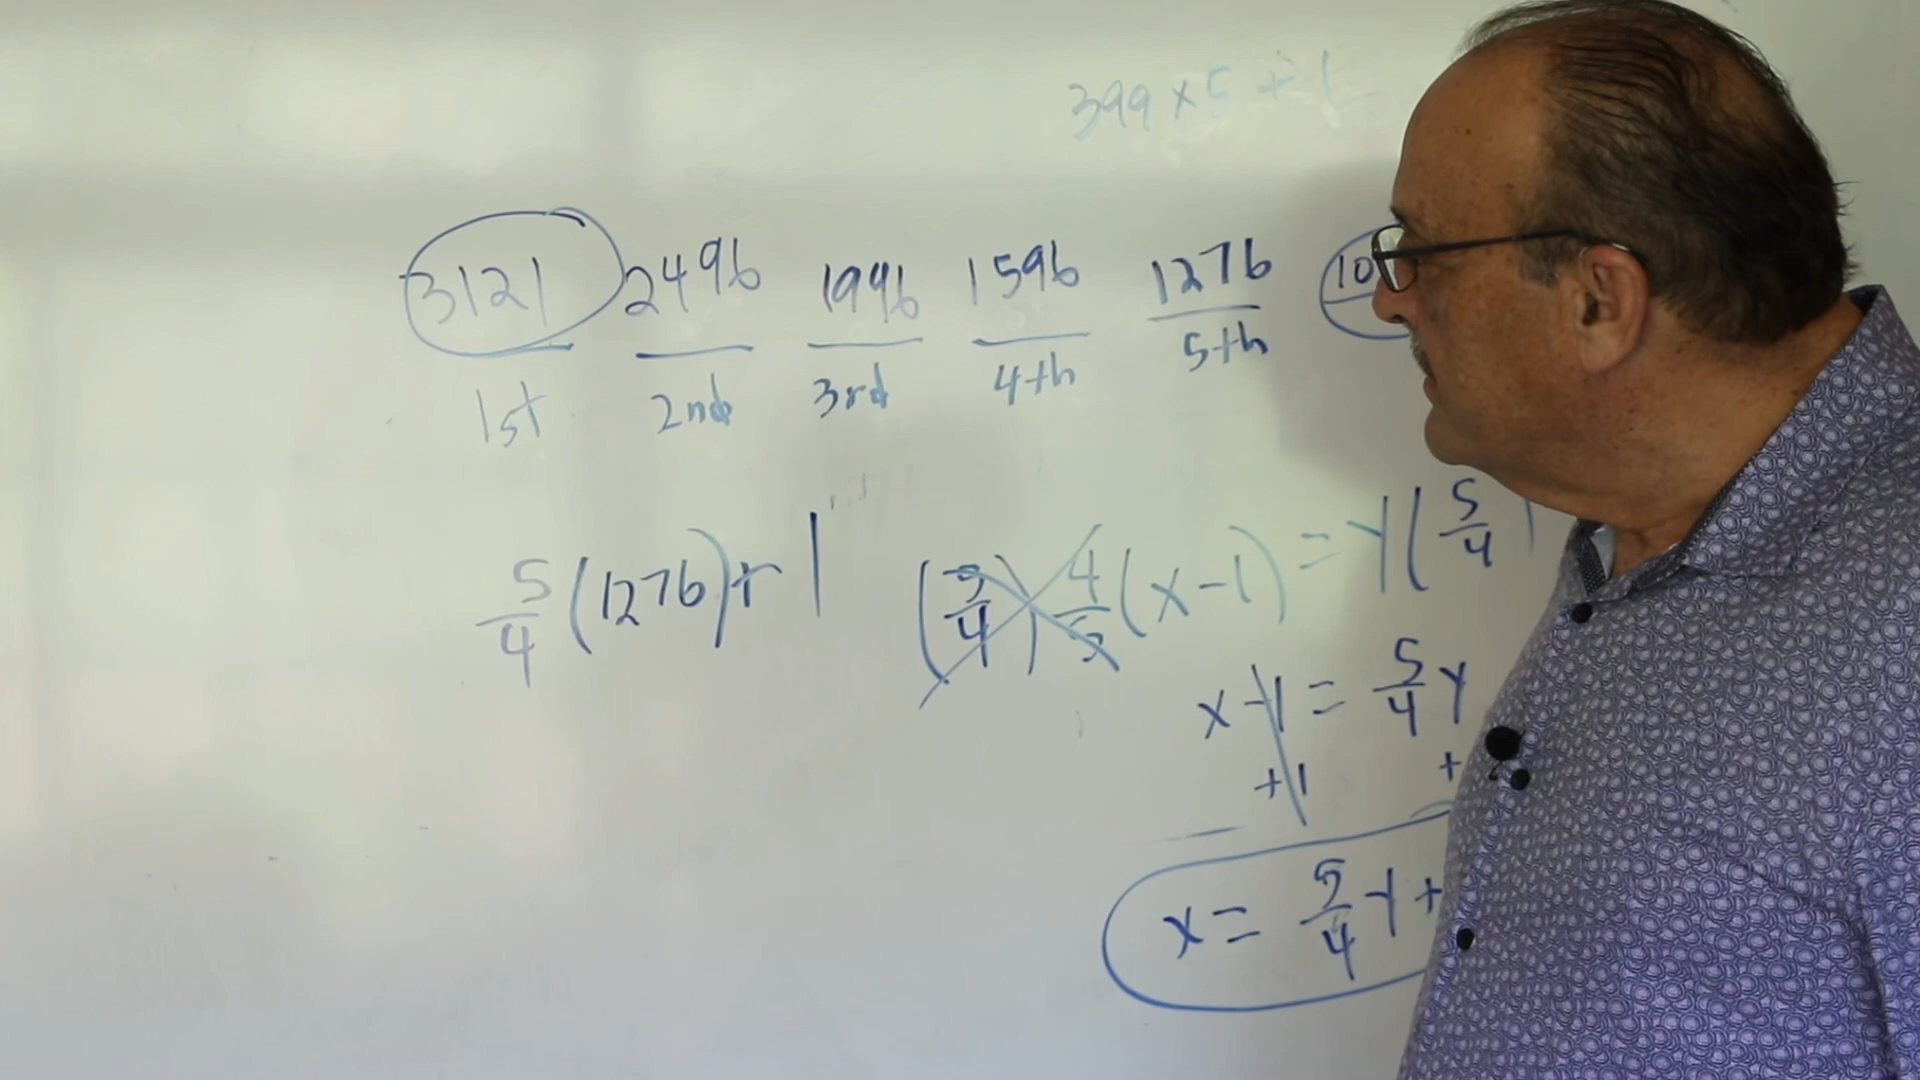 399 × 5 + 1
3121 2496 1996 1596 1276 10
1st 2nd 3rd 4th 5th
5/4 (1276) + 1
(5/4) 4/5 (x - 1) = y (5/4
x - 1 = 5/4 y
+1 +
x = 5/4 y +